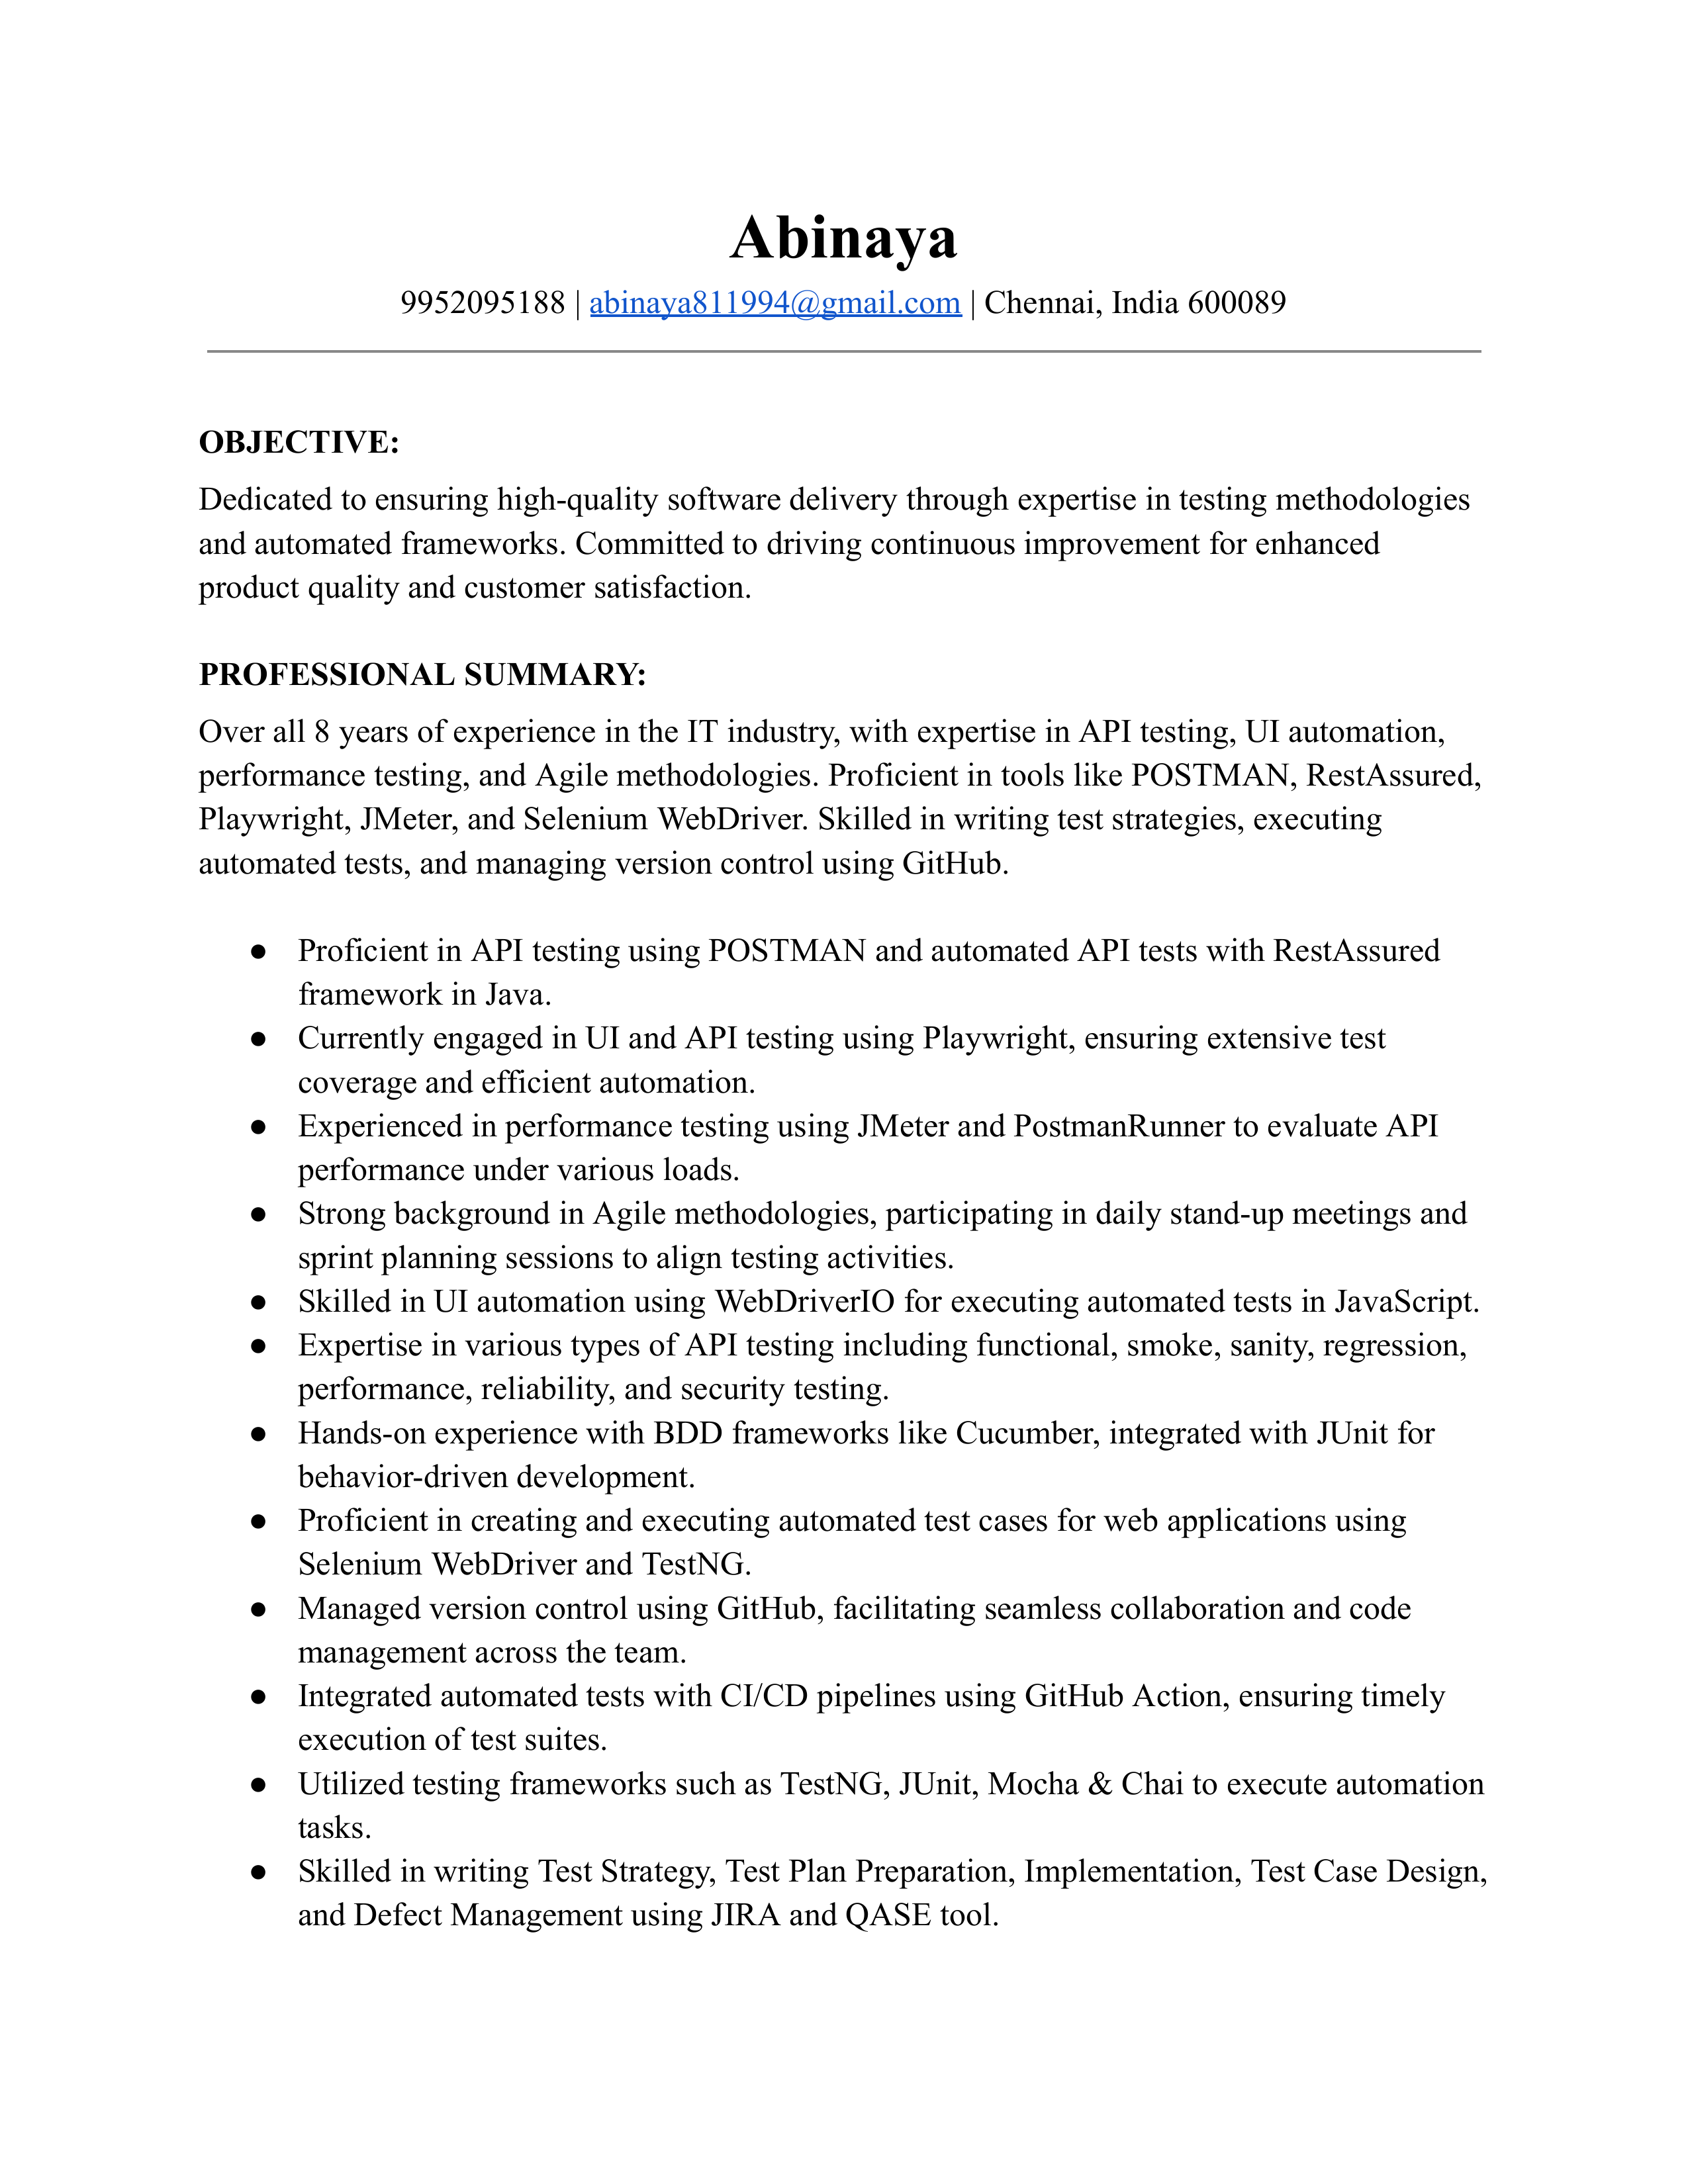 Abinaya
9952095188 | abinaya811994@gmail.com | Chennai, India 600089
OBJECTIVE:
Dedicated to ensuring high-quality software delivery through expertise in testing methodologies
and automated frameworks. Committed to driving continuous improvement for enhanced
product quality and customer satisfaction.
PROFESSIONAL SUMMARY:
Over all 8 years of experience in the IT industry, with expertise in API testing, UI automation,
performance testing, and Agile methodologies. Proficient in tools like POSTMAN, RestAssured,
Playwright, JMeter, and Selenium WebDriver. Skilled in writing test strategies, executing
automated tests, and managing version control using GitHub.
● Proficient in API testing using POSTMAN and automated API tests with RestAssured
framework in Java.
● Currently engaged in UI and API testing using Playwright, ensuring extensive test
coverage and efficient automation.
● Experienced in performance testing using JMeter and PostmanRunner to evaluate API
performance under various loads.
● Strong background in Agile methodologies, participating in daily stand-up meetings and
sprint planning sessions to align testing activities.
● Skilled in UI automation using WebDriverIO for executing automated tests in JavaScript.
● Expertise in various types of API testing including functional, smoke, sanity, regression,
performance, reliability, and security testing.
● Hands-on experience with BDD frameworks like Cucumber, integrated with JUnit for
behavior-driven development.
● Proficient in creating and executing automated test cases for web applications using
Selenium WebDriver and TestNG.
● Managed version control using GitHub, facilitating seamless collaboration and code
management across the team.
● Integrated automated tests with CI/CD pipelines using GitHub Action, ensuring timely
execution of test suites.
● Utilized testing frameworks such as TestNG, JUnit, Mocha & Chai to execute automation
tasks.
● Skilled in writing Test Strategy, Test Plan Preparation, Implementation, Test Case Design,
and Defect Management using JIRA and QASE tool.